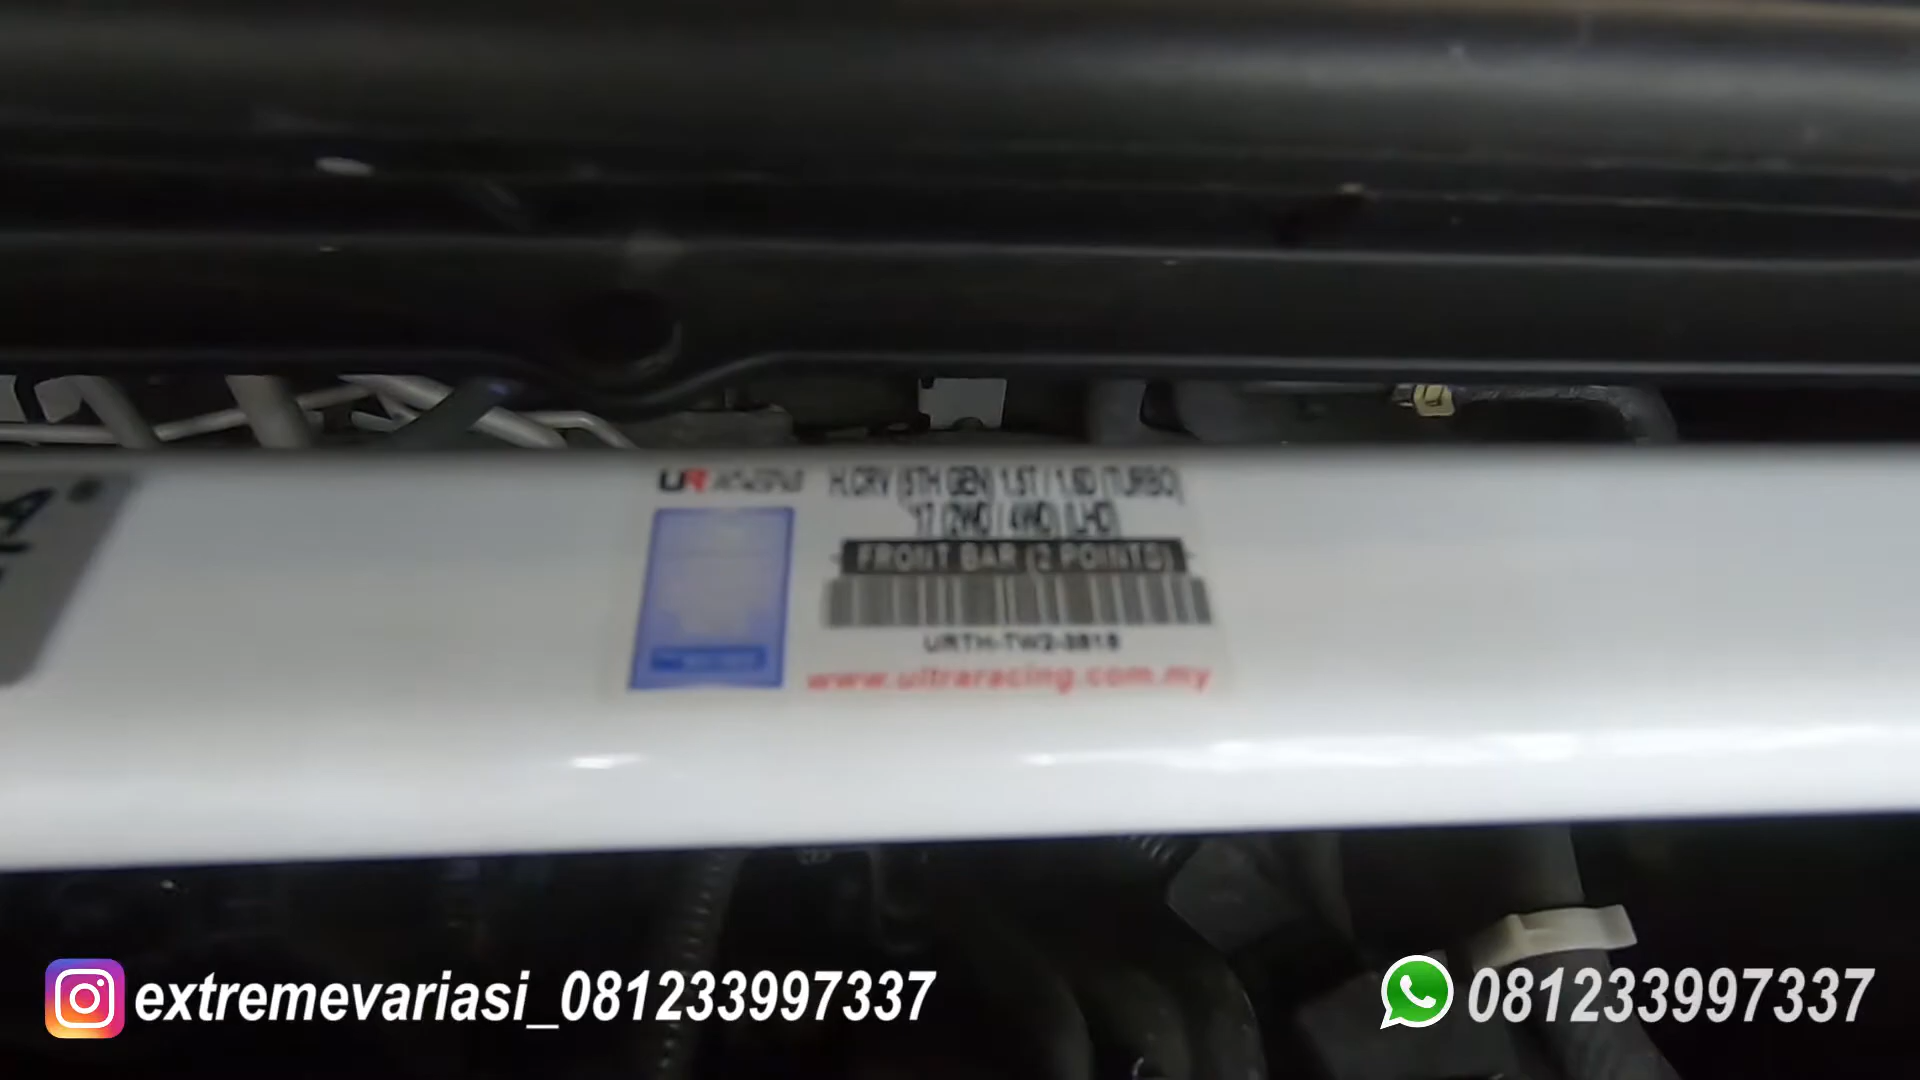 UR
H.CRV (5TH GEN) 1.5T / 1.6D (TURBO)
'17 (2WD / 4WD) (LHD)
FRONT BAR (2 POINTS)
www.ultraracing.com.my
extremevariasi_081233997337
081233997337